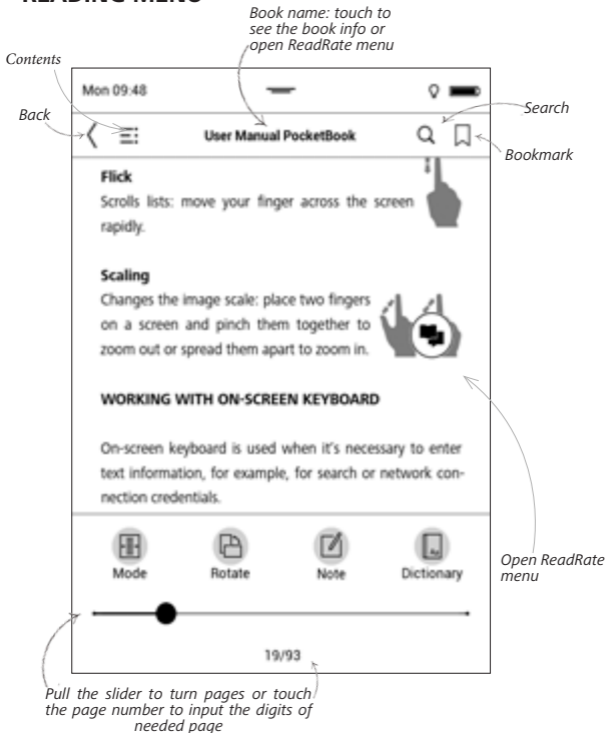 READING MENU
Book name: touch to
see the book info or
open ReadRate menu
Contents
Mon 09:48
Back
User Manual PocketBook
Search
Bookmark
Flick
Scrolls lists: move your finger across the screen
rapidly.
Scaling
Changes the image scale: place two fingers
on a screen and pinch them together to
zoom out or spread them apart to zoom in.
WORKING WITH ON-SCREEN KEYBOARD
On-screen keyboard is used when it's necessary to enter
text information, for example, for search or network con-
nection credentials.
Open ReadRate
menu
Mode Rotate Note Dictionary
19/93
Pull the slider to turn pages or touch
the page number to input the digits of
needed page